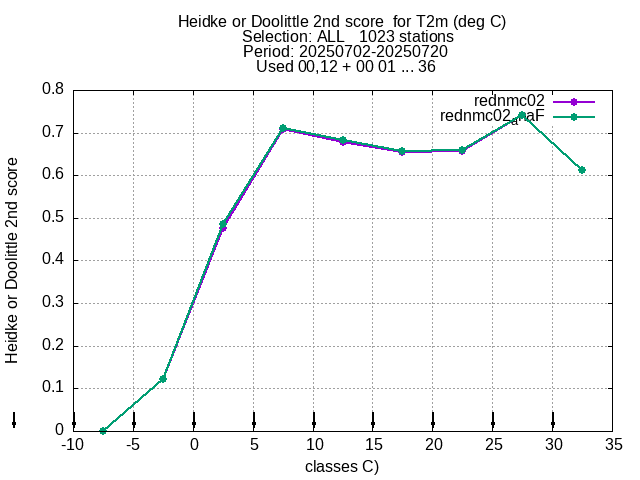 Heidke or Doolittle 2nd score for T2m (deg C)
Selection: ALL 1023 stations
Period: 20250702-20250720
Used 00,12 + 00 01 ... 36
rednmc02
rednmc02
Heidke or Doolittle 2nd score
0.8
0.7
0.6
0.5
0.4
0.3
0.2
0.1
0
-10 -5 0 5 10 15 20 25 30 35
classes C)